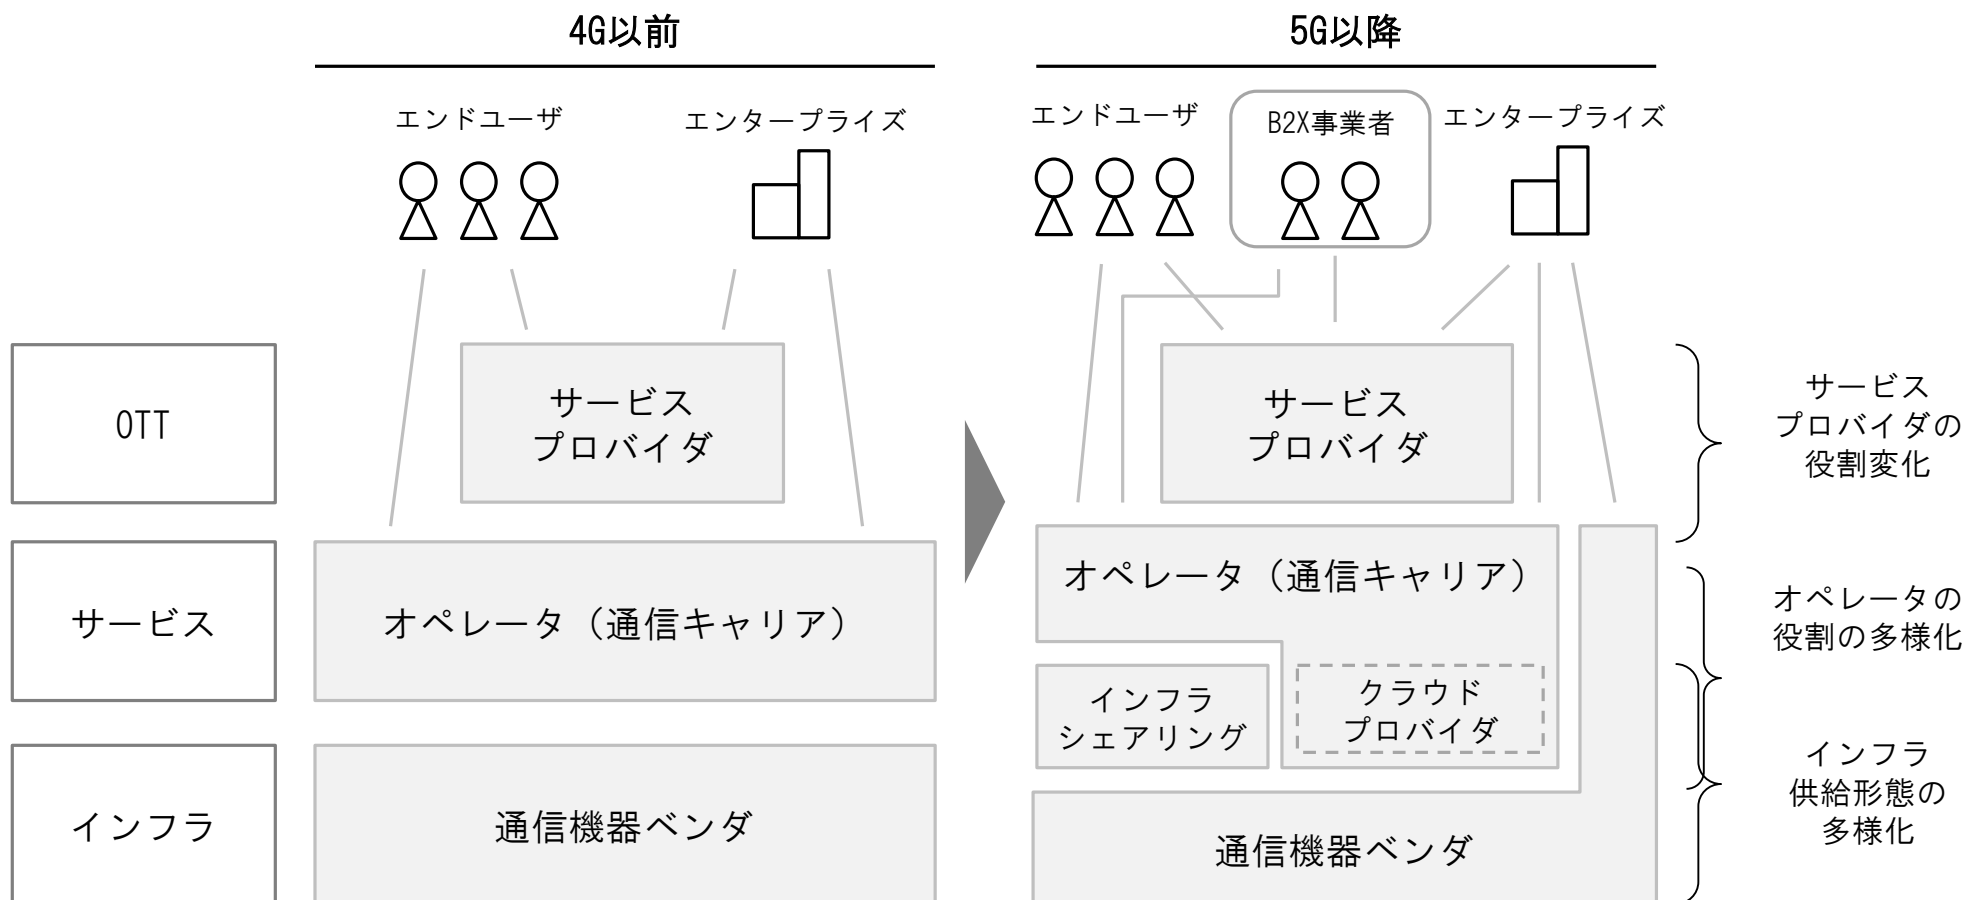 4G以前
5G以降
エンドユーザ
エンタープライズ
エンドユーザ
B2X事業者
エンタープライズ
OTT
サービス
プロバイダ
サービス
プロバイダ
サービス
プロバイダの
役割変化
サービス
オペレータ（通信キャリア）
オペレータ（通信キャリア）
オペレータの
役割の多様化
インフラ
シェアリング
クラウド
プロバイダ
インフラ
通信機器ベンダ
通信機器ベンダ
インフラ
供給形態の
多様化